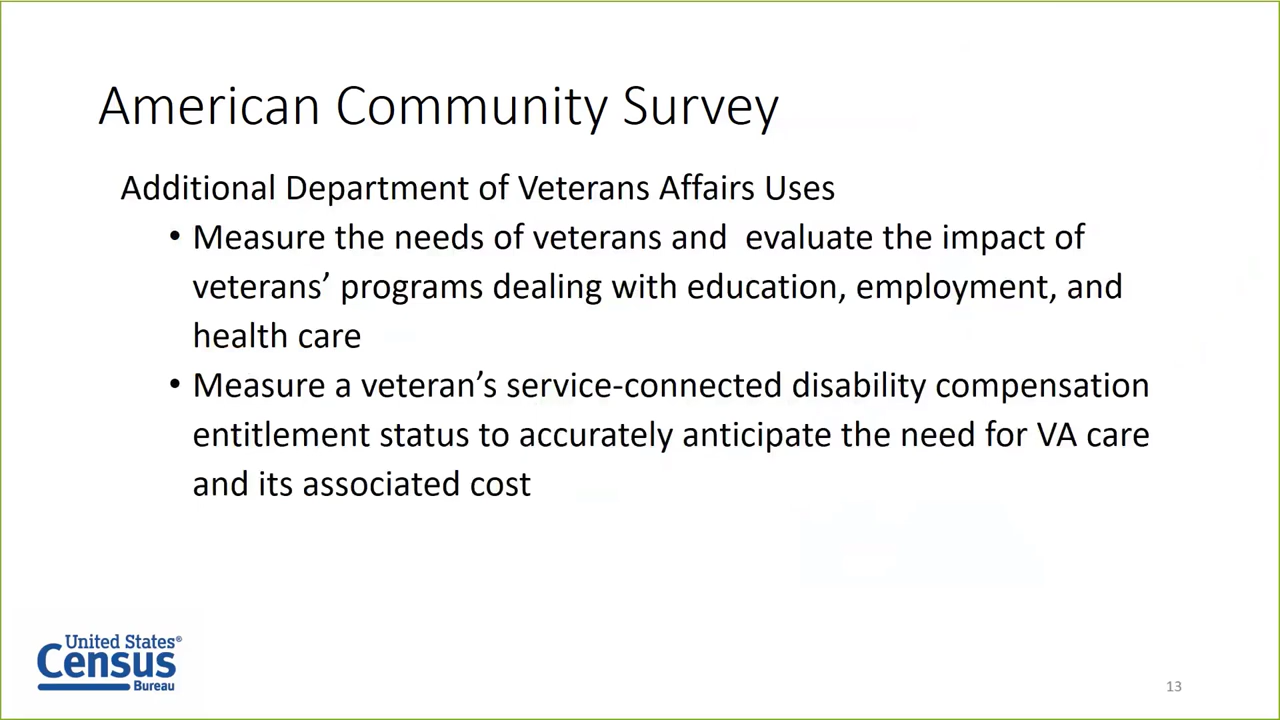 American Community Survey
Additional Department of Veterans Affairs Uses
• Measure the needs of veterans and  evaluate the impact of
veterans’ programs dealing with education, employment, and
health care
• Measure a veteran’s service-connected disability compensation
entitlement status to accurately anticipate the need for VA care
and its associated cost
United States®
Census
Bureau
13